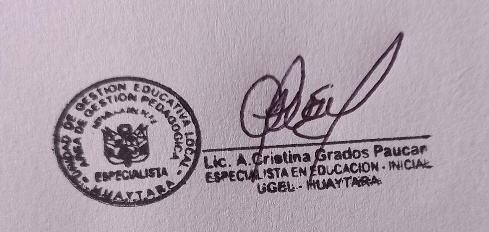 UNIDAD DE GESTION EDUCATIVA LOCAL
AREA DE GESTION PEDAGOGICA
ESPECIALISTA
HUAYTARA
Lic. A. Cristina Grados Paucar
ESPECIALISTA EN EDUCACION - INICIAL
UGEL - HUAYTARA